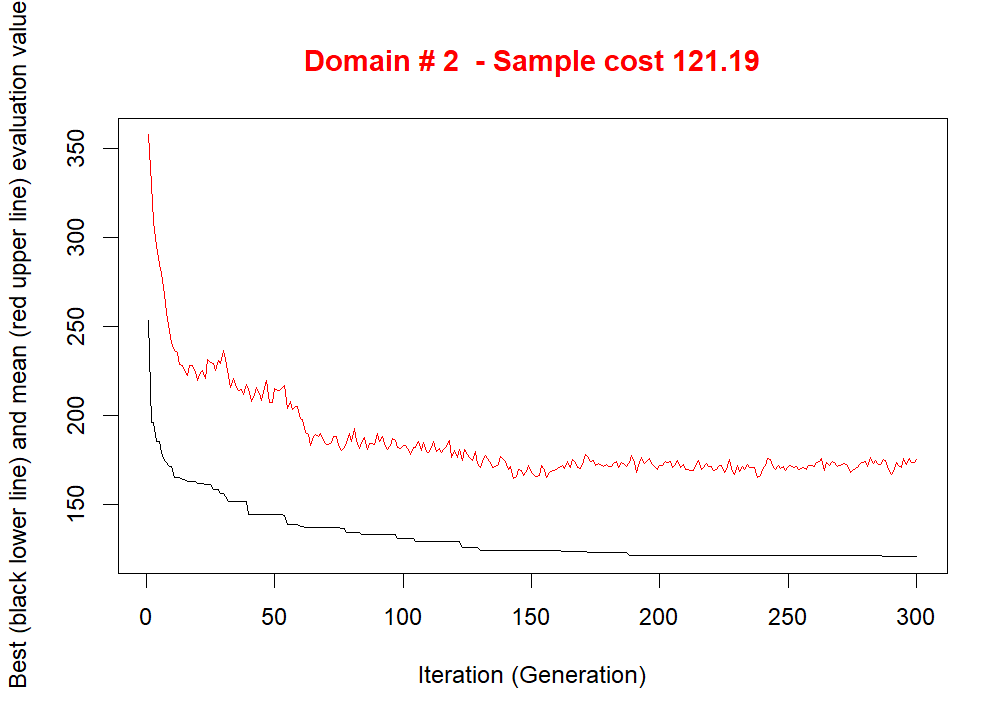 Domain # 2  - Sample cost 121.19
Best (black lower line) and mean (red upper line) evaluation value
350
300
250
200
150
0 50 100 150 200 250 300
Iteration (Generation)